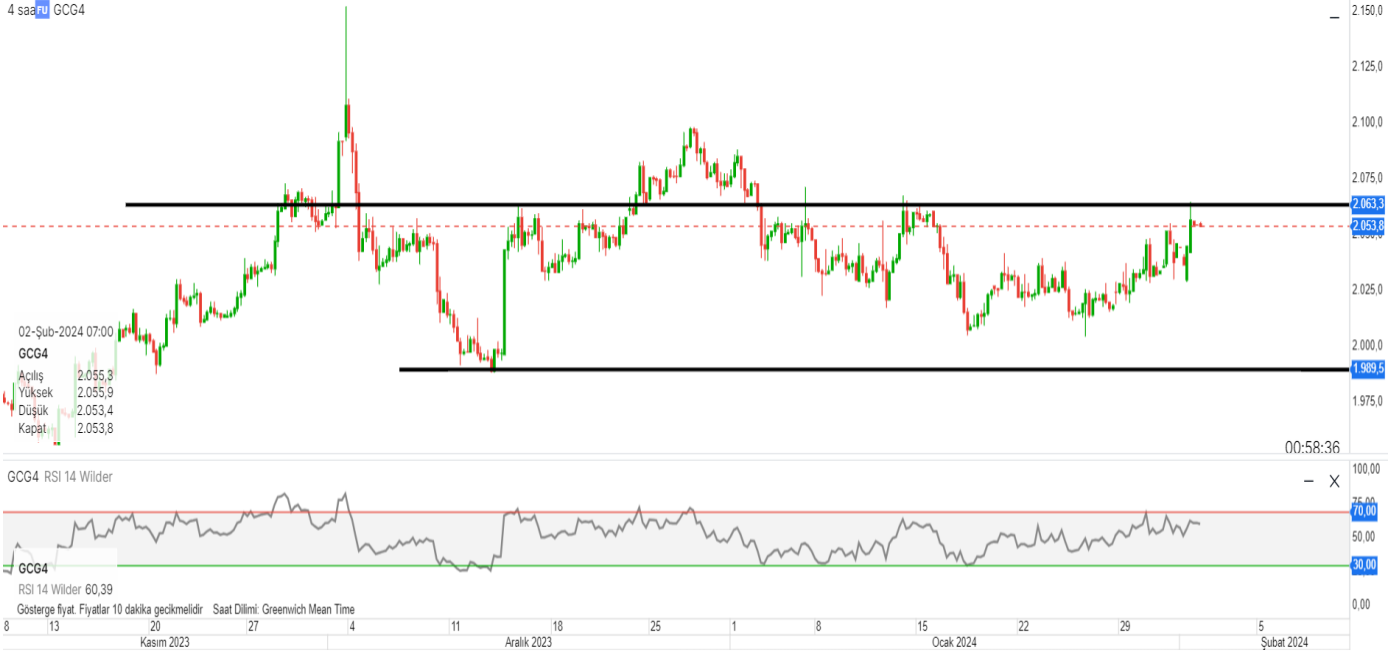 4 saa FU GCG4
2.150,0
2.125,0
2.100,0
2.075,0
2.063,3
2.053,8
2.025,0
2.000,0
1.989,5
1.975,0
02-Şub-2024 07:00
GCG4
Açılış 2.055,3
Yüksek 2.055,9
Düşük 2.053,4
Kapat 2.053,8
00:58:36
GCG4 RSI 14 Wilder
100,00
75,00
70,00
50,00
30,00
0,00
GCG4
RSI 14 Wilder 60,39
Gösterge fiyat. Fiyatlar 10 dakika gecikmelidir Saat Dilimi: Greenwich Mean Time
8 13 20 27 4 11 18 25 1 8 15 22 29 5
Kasım 2023 Aralık 2023 Ocak 2024 Şubat 2024